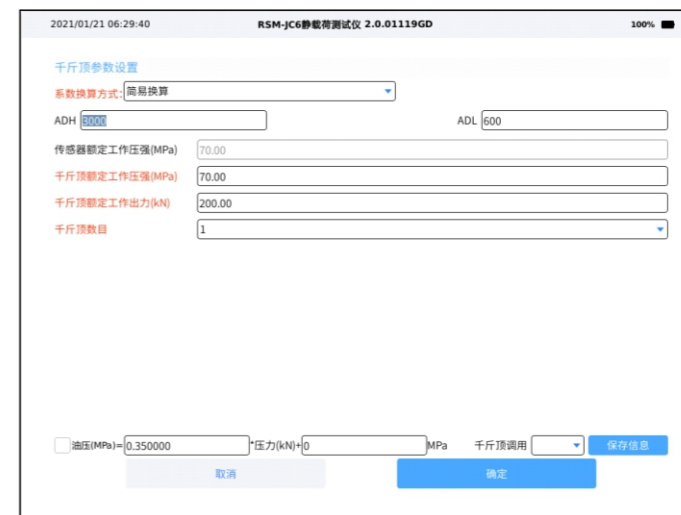 2021/01/21 06:29:40 RSM-JC6静载荷测试仪 2.0.01119GD 100%
千斤顶参数设置
系数换算方式: 简易换算
ADH 3000 ADL 600
传感器额定工作压强(MPa) 70.00
千斤顶额定工作压强(MPa) 70.00
千斤顶额定工作出力(kN) 200.00
千斤顶数目 1
油压(MPa)= 0.350000 *压力(kN)+ 0 MPa 千斤顶调用 保存信息
取消 确定